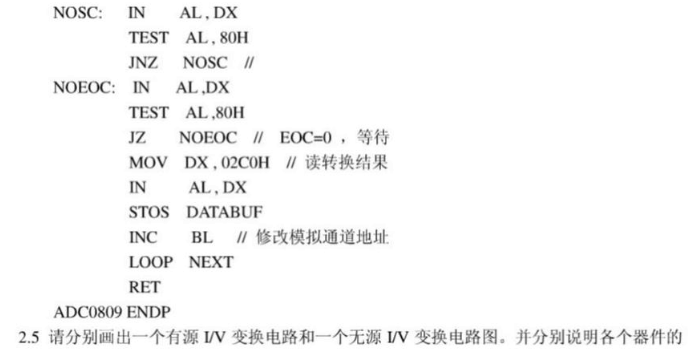 NOSC: IN AL, DX
TEST AL, 80H
JNZ NOSC //
NOEOC: IN AL ,DX
TEST AL ,80H
JZ NOEOC // EOC=0 ，等待
MOV DX , 02C0H // 读转换结果
IN AL , DX
STOS DATABUF
INC BL // 修改模拟通道地址
LOOP NEXT
RET
ADC0809 ENDP
2.5 请分别画出一个有源 I/V 变换电路和一个无源 I/V 变换电路图。并分别说明各个器件的